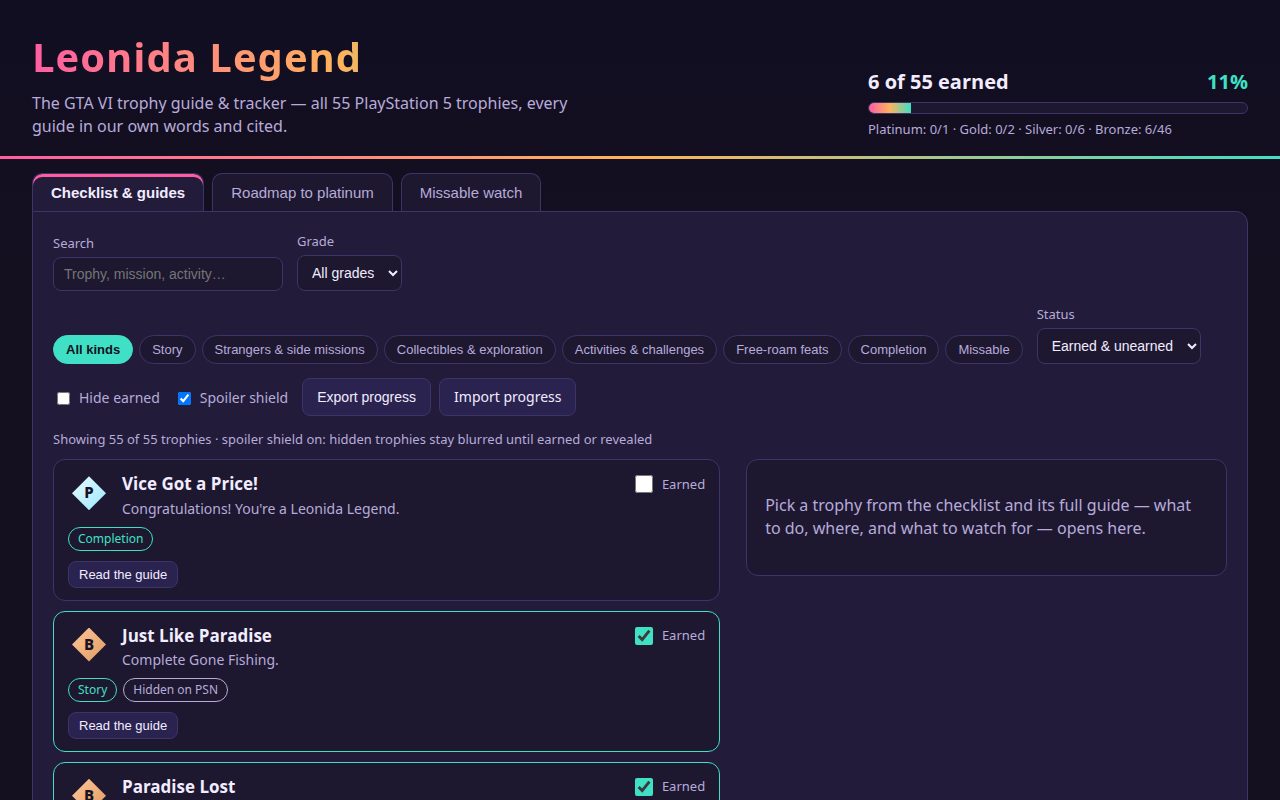 Leonida Legend
The GTA VI trophy guide & tracker — all 55 PlayStation 5 trophies, every
guide in our own words and cited.
6 of 55 earned 11%
Platinum: 0/1 · Gold: 0/2 · Silver: 0/6 · Bronze: 6/46
Checklist & guides Roadmap to platinum Missable watch
Search Grade
Trophy, mission, activity… All grades
Status
All kinds Story Strangers & side missions Collectibles & exploration Activities & challenges Free-roam feats Completion Missable Earned & unearned
Hide earned Spoiler shield Export progress Import progress
Showing 55 of 55 trophies · spoiler shield on: hidden trophies stay blurred until earned or revealed
P Vice Got a Price! Earned
Congratulations! You're a Leonida Legend.
Completion
Read the guide
Pick a trophy from the checklist and its full guide — what
to do, where, and what to watch for — opens here.
B Just Like Paradise Earned
Complete Gone Fishing.
Story Hidden on PSN
Read the guide
B Paradise Lost Earned